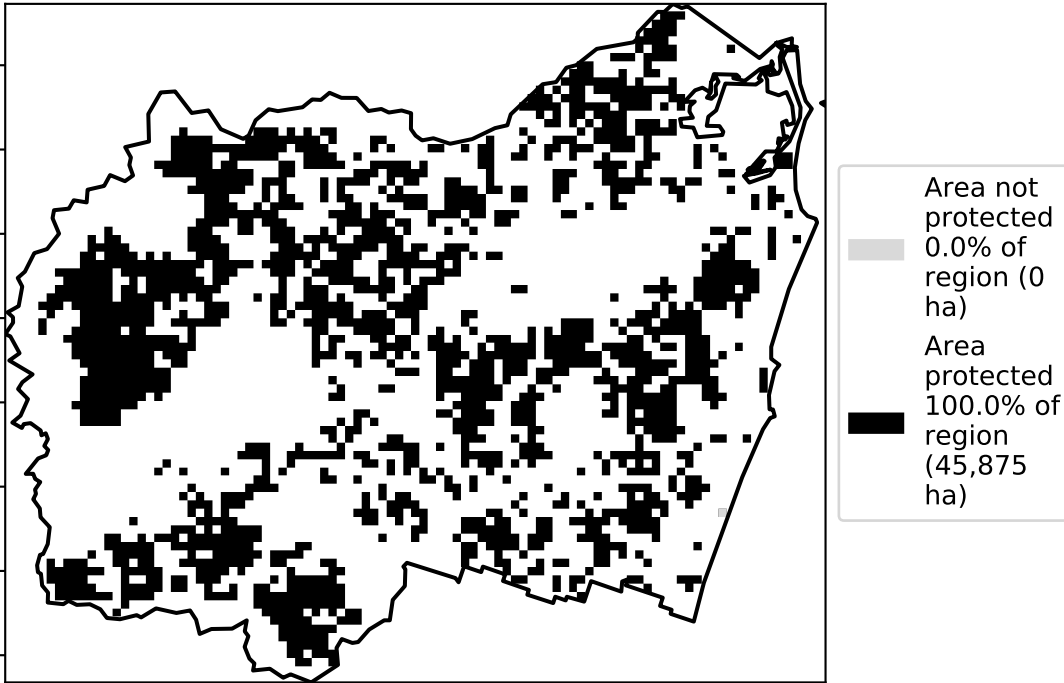 Area not
protected
0.0% of
region (0
ha)
Area
protected
100.0% of
region
(45,875
ha)